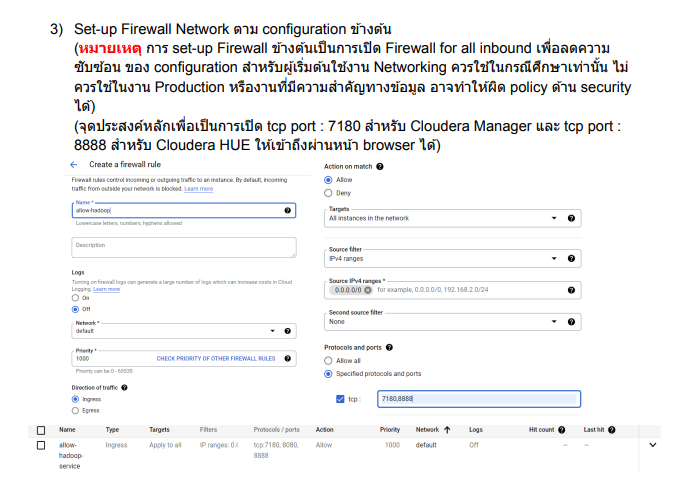 3) Set-up Firewall Network ตาม configuration ข้างต้น
(หมายเหตุ การ set-up Firewall ข้างต้นเป็นการเปิด Firewall for all inbound เพื่อลดความ
ซับซ้อน ของ configuration สำหรับผู้เริ่มต้นใช้งาน Networking ควรใช้ในกรณีศึกษาเท่านั้น ไม่
ควรใช้ในงาน Production หรืองานที่มีความสำคัญทางข้อมูล อาจทำให้ผิด policy ด้าน security
ได้)
(จุดประสงค์หลักเพื่อเป็นการเปิด tcp port : 7180 สำหรับ Cloudera Manager และ tcp port :
8888 สำหรับ Cloudera HUE ให้เข้าถึงผ่านหน้า browser ได้)
Create a firewall rule
Firewall rules control incoming or outgoing traffic to an instance. By default, incoming
traffic from outside your network is blocked. Learn more
Name *
allow-hadoop
Lowercase letters, numbers, hyphens allowed
Description
Logs
Turning on firewall logs can generate a large number of logs which can increase costs in Cloud
Logging. Learn more
On
Off
Network *
default
Priority *
1000 CHECK PRIORITY OF OTHER FIREWALL RULES
Priority can be 0 - 65535
Direction of traffic
Ingress
Egress
Action on match
Allow
Deny
Targets
All instances in the network
Source filter
IPv4 ranges
Source IPv4 ranges *
0.0.0.0/0 for example, 0.0.0.0/0, 192.168.2.0/24
Second source filter
None
Protocols and ports
Allow all
Specified protocols and ports
tcp : 7180,8888
Name Type Targets Filters Protocols / ports Action Priority Network Logs Hit count Last hit
allow- Ingress Apply to all IP ranges: 0.( tcp:7180, 8080, Allow 1000 default Off – –
hadoop- 8888
service